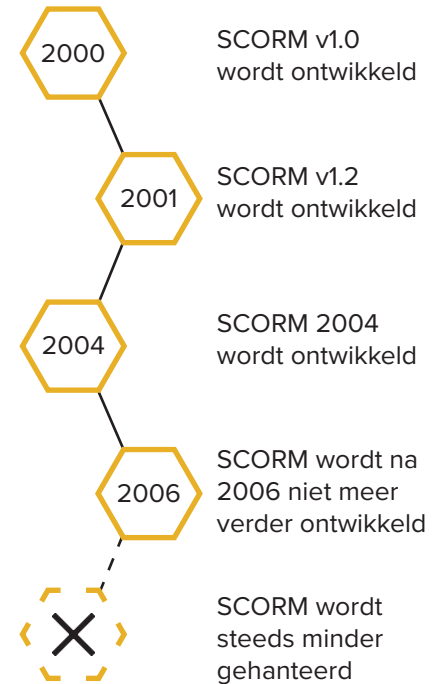 2000
SCORM v1.0
wordt ontwikkeld
2001
SCORM v1.2
wordt ontwikkeld
2004
SCORM 2004
wordt ontwikkeld
2006
SCORM wordt na
2006 niet meer
verder ontwikkeld
SCORM wordt
steeds minder
gehanteerd